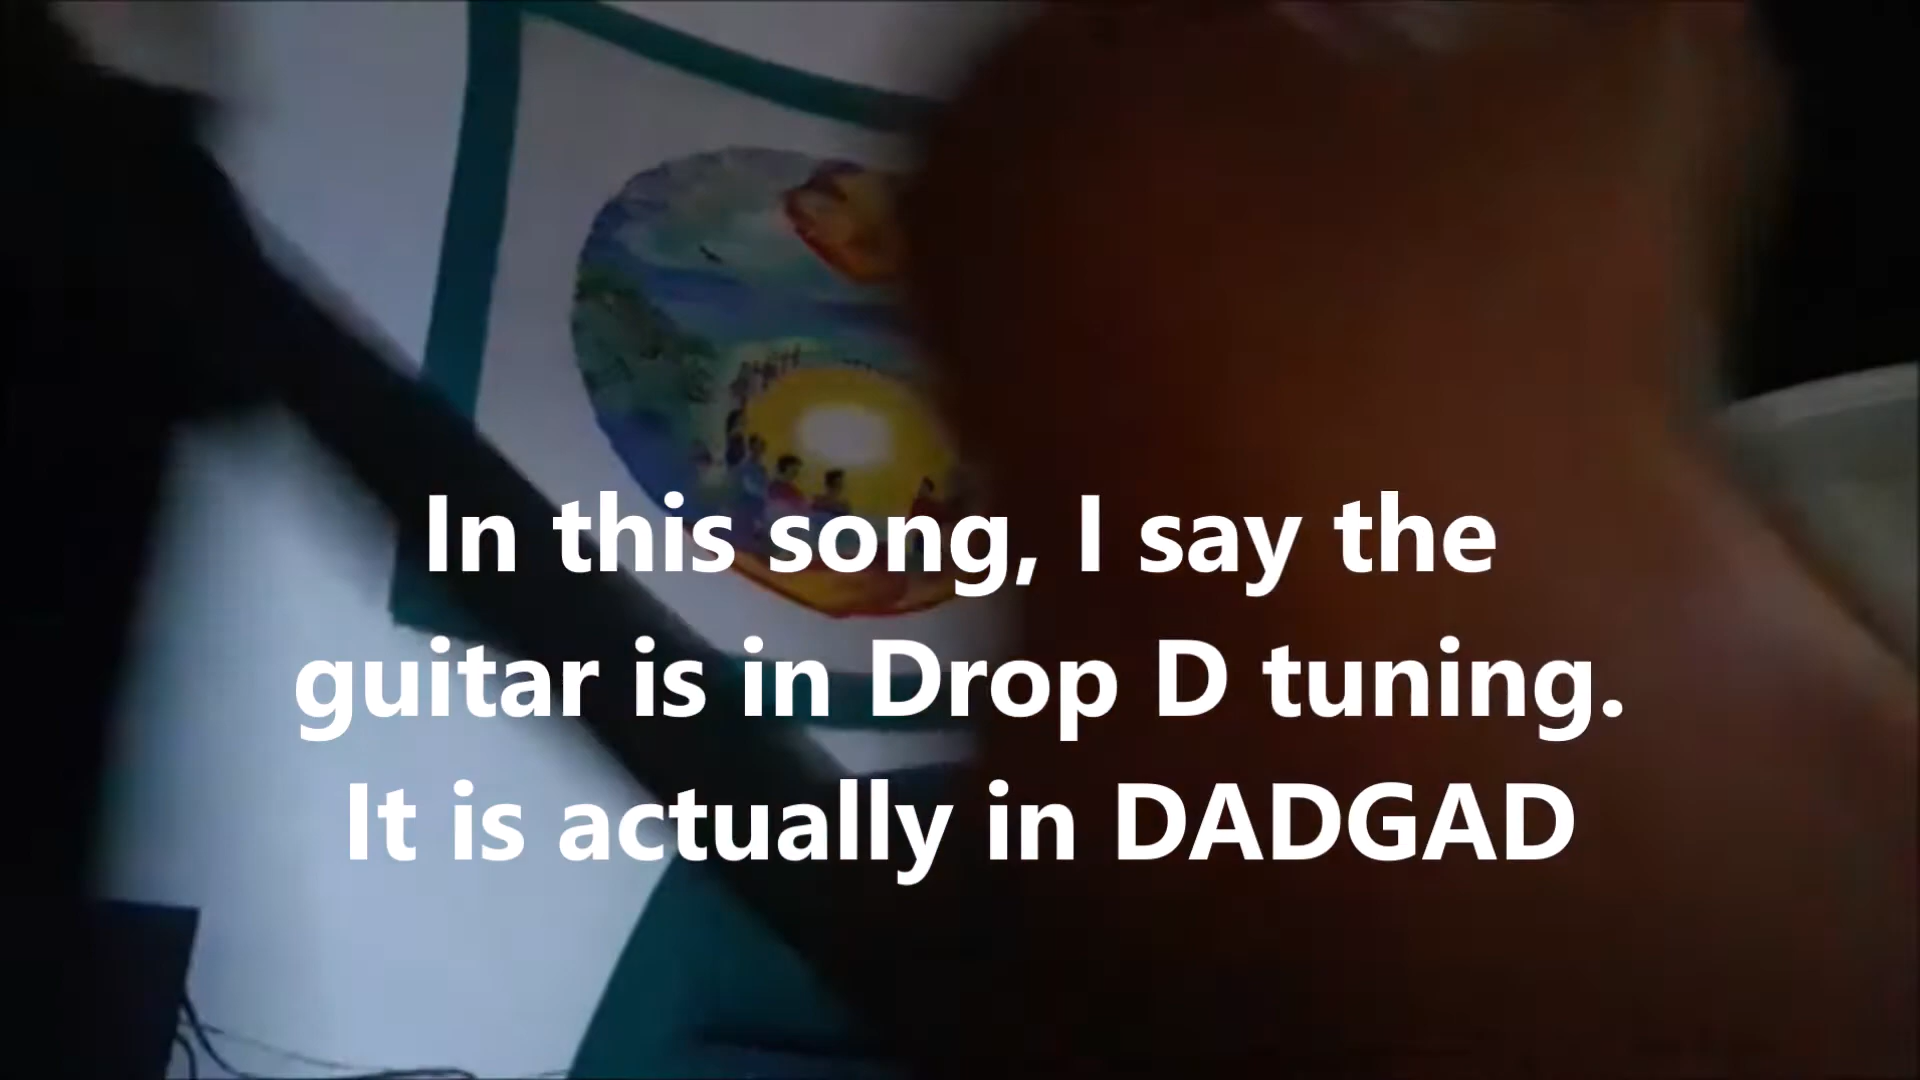 In this song, I say the
guitar is in Drop D tuning.
It is actually in DADGAD